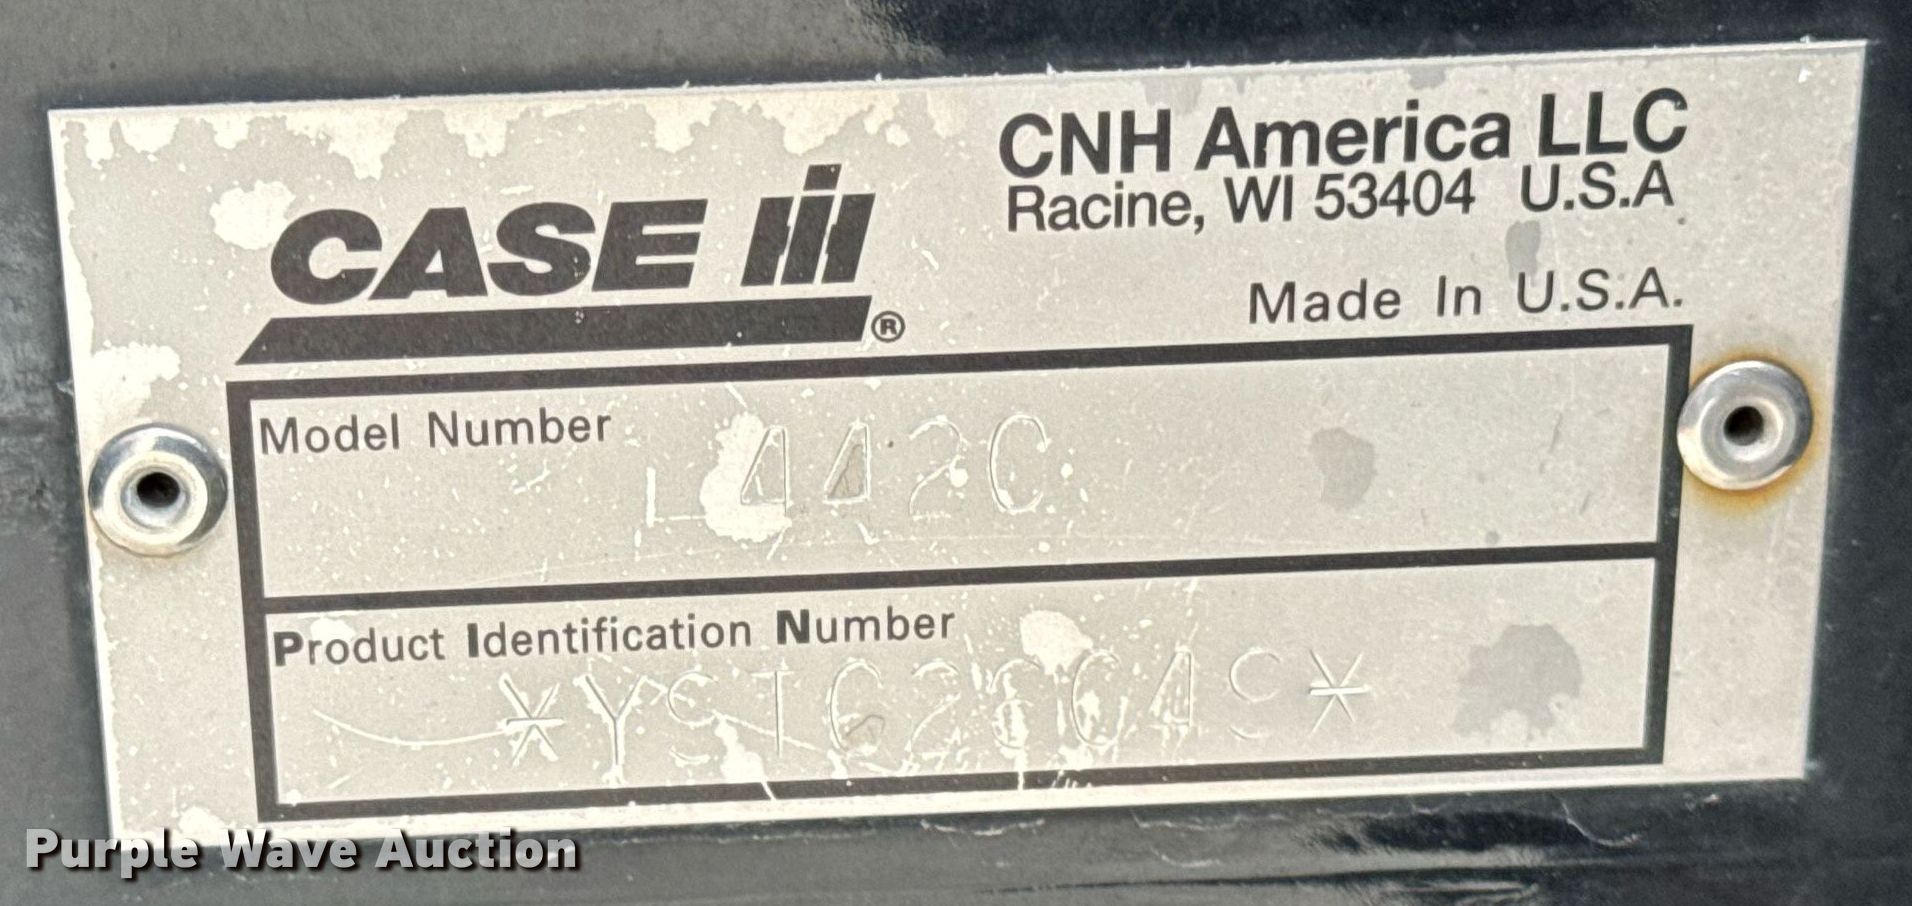 CNH America LLC
Racine, WI 53404 U.S.A
CASE IH®
Made In U.S.A.
Model Number
L442C
Product Identification Number
Purple Wave Auction